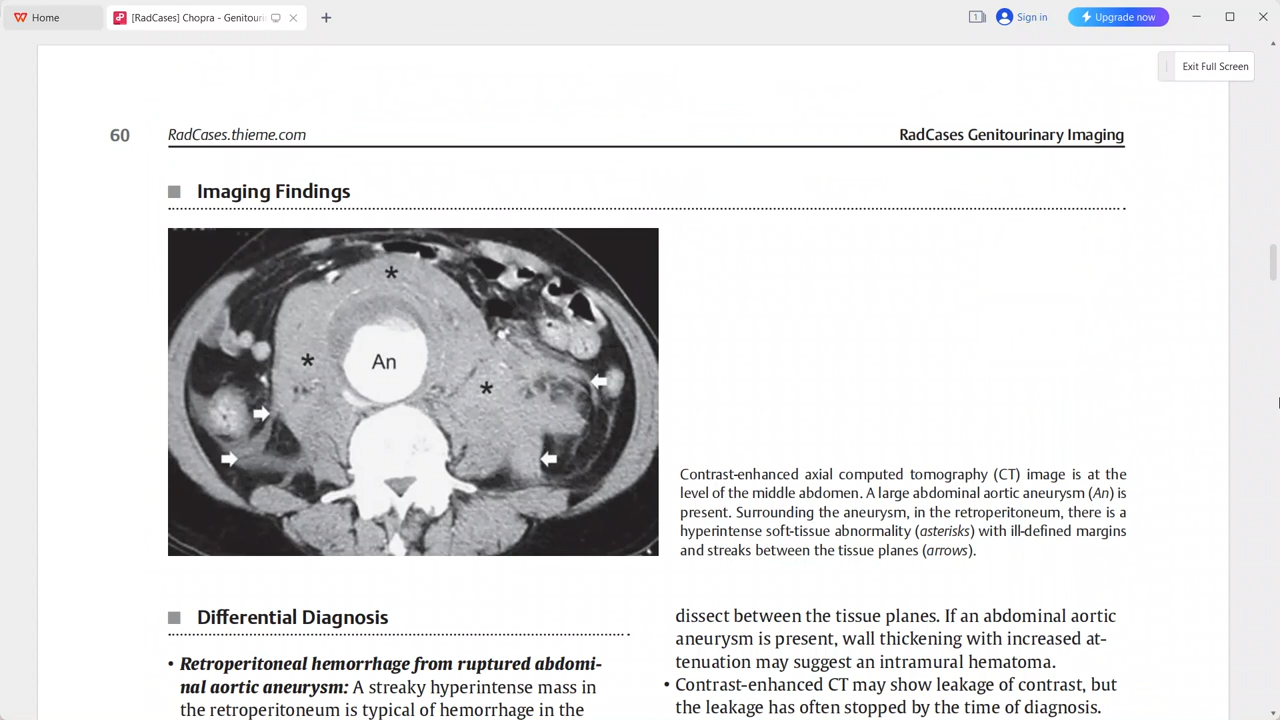 Home
[RadCases] Chopra - Genitouri
Sign in
Upgrade now
Exit Full Screen
60
RadCases.thieme.com
RadCases Genitourinary Imaging
Imaging Findings
*
*
An
*
Contrast-enhanced axial computed tomography (CT) image is at the
level of the middle abdomen. A large abdominal aortic aneurysm (An) is
present. Surrounding the aneurysm, in the retroperitoneum, there is a
hyperintense soft-tissue abnormality (asterisks) with ill-defined margins
and streaks between the tissue planes (arrows).
Differential Diagnosis
• Retroperitoneal hemorrhage from ruptured abdomi-
nal aortic aneurysm: A streaky hyperintense mass in
the retroperitoneum is typical of hemorrhage in the
dissect between the tissue planes. If an abdominal aortic
aneurysm is present, wall thickening with increased at-
tenuation may suggest an intramural hematoma.
• Contrast-enhanced CT may show leakage of contrast, but
the leakage has often stopped by the time of diagnosis.